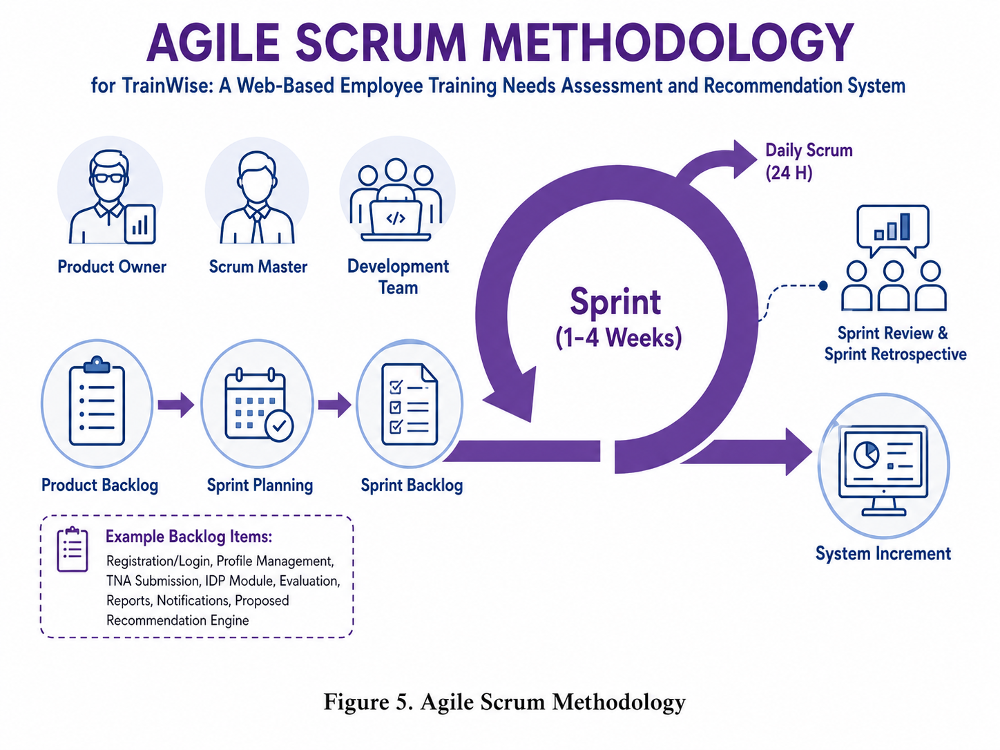 AGILE SCRUM METHODOLOGY
for TrainWise: A Web-Based Employee Training Needs Assessment and Recommendation System
Product Owner
Scrum Master
Development
Team
Daily Scrum
(24 H)
Sprint
(1-4 Weeks)
Sprint Review &
Sprint Retrospective
</>
Product Backlog
Sprint Planning
Sprint Backlog
System Increment
Example Backlog Items:
Registration/Login, Profile Management,
TNA Submission, IDP Module, Evaluation,
Reports, Notifications, Proposed
Recommendation Engine
Figure 5. Agile Scrum Methodology